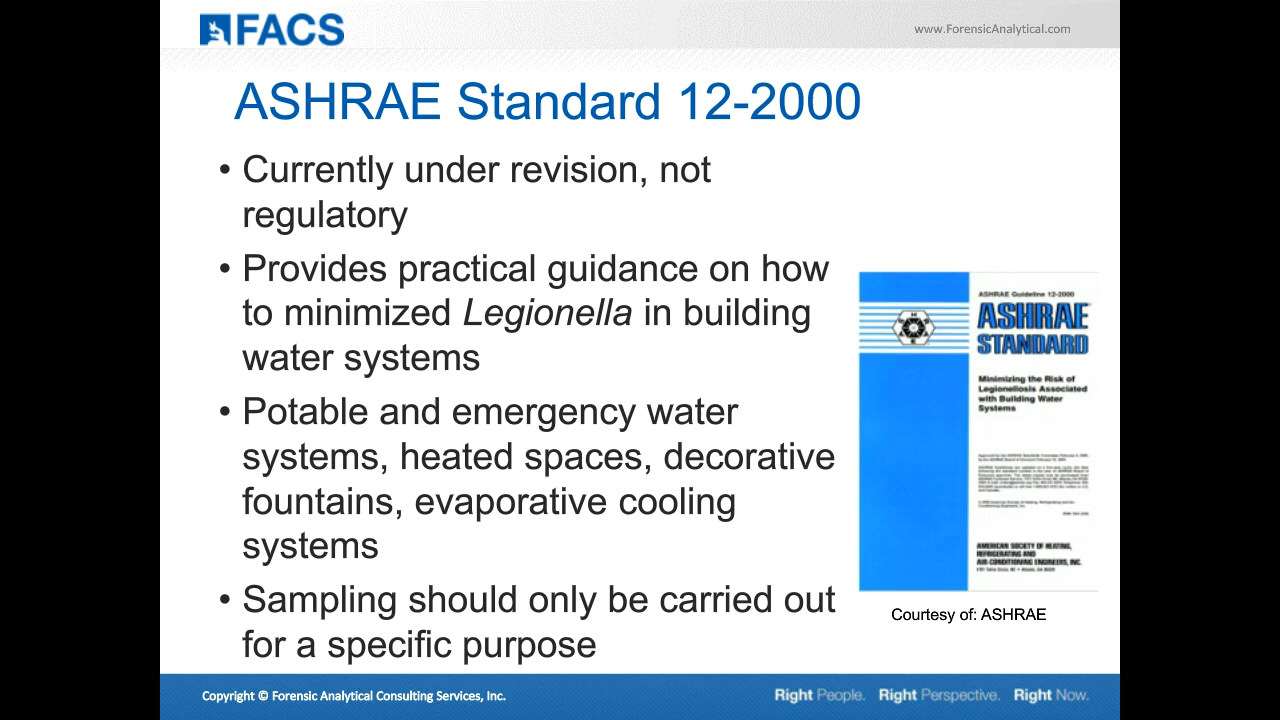 FACS
www.ForensicAnalytical.com
ASHRAE Standard 12-2000
• Currently under revision, not
regulatory
• Provides practical guidance on how
to minimized Legionella in building
water systems
• Potable and emergency water
systems, heated spaces, decorative
fountains, evaporative cooling
systems
• Sampling should only be carried out
for a specific purpose
ASHRAE Guideline 12-2000
ASHRAE
STANDARD
Minimizing the Risk of
Legionellosis Associated
with Building Water
Systems
AMERICAN SOCIETY OF HEATING,
REFRIGERATING AND
AIR-CONDITIONING ENGINEERS, INC.
Courtesy of: ASHRAE
Copyright © Forensic Analytical Consulting Services, Inc.
Right People. Right Perspective. Right Now.